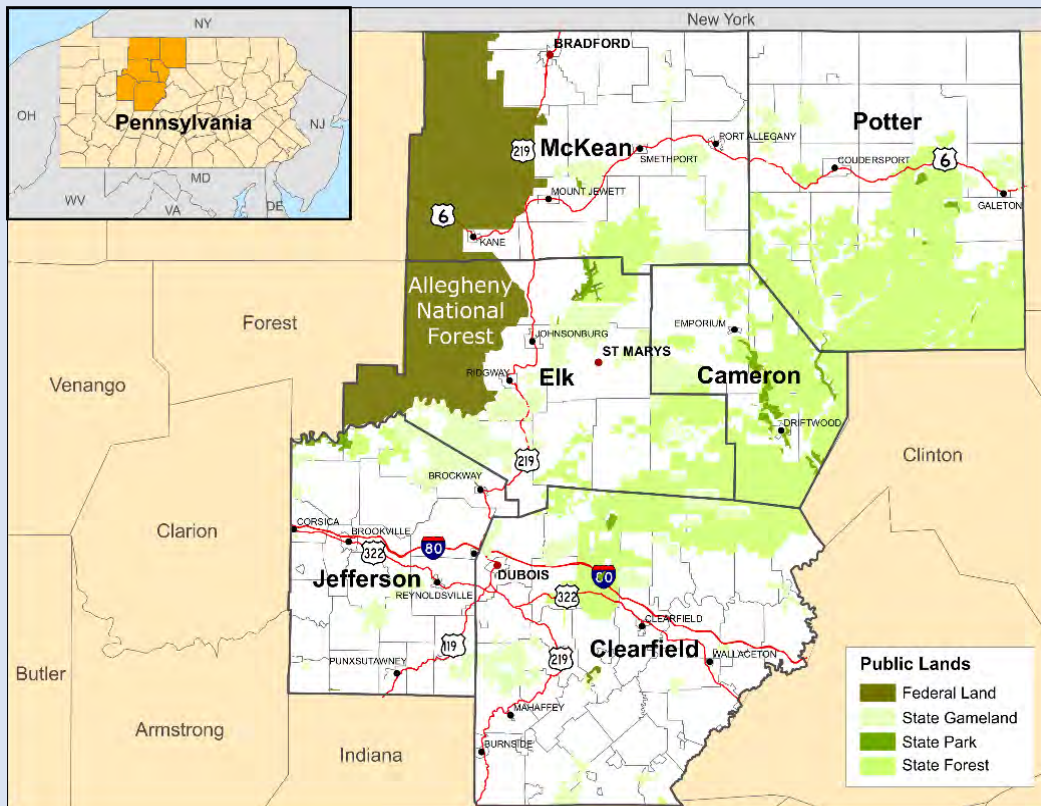 New York
NY
OH
Pennsylvania
NJ
MD
WV
VA
DE
BRADFORD
219
McKean
PORT ALLEGANY
SMETHPORT
Potter
COUDERSPORT
6
GALETON
MOUNT JEWETT
6
KANE
Allegheny
National
Forest
Forest
EMPORIUM
JOHNSONBURG
ST MARYS
Venango
RIDGWAY
Elk
Cameron
DRIFTWOOD
Clinton
219
BROCKWAY
Clarion
CORSICA
BROOKVILLE
322
80
Jefferson
REYNOLDSVILLE
DUBOIS
80
322
CLEARFIELD
119
219
Clearfield
WALLACETON
PUNXSUTAWNEY
Butler
Armstrong
Indiana
MAHAFFEY
BURNSIDE
Public Lands
Federal Land
State Gameland
State Park
State Forest